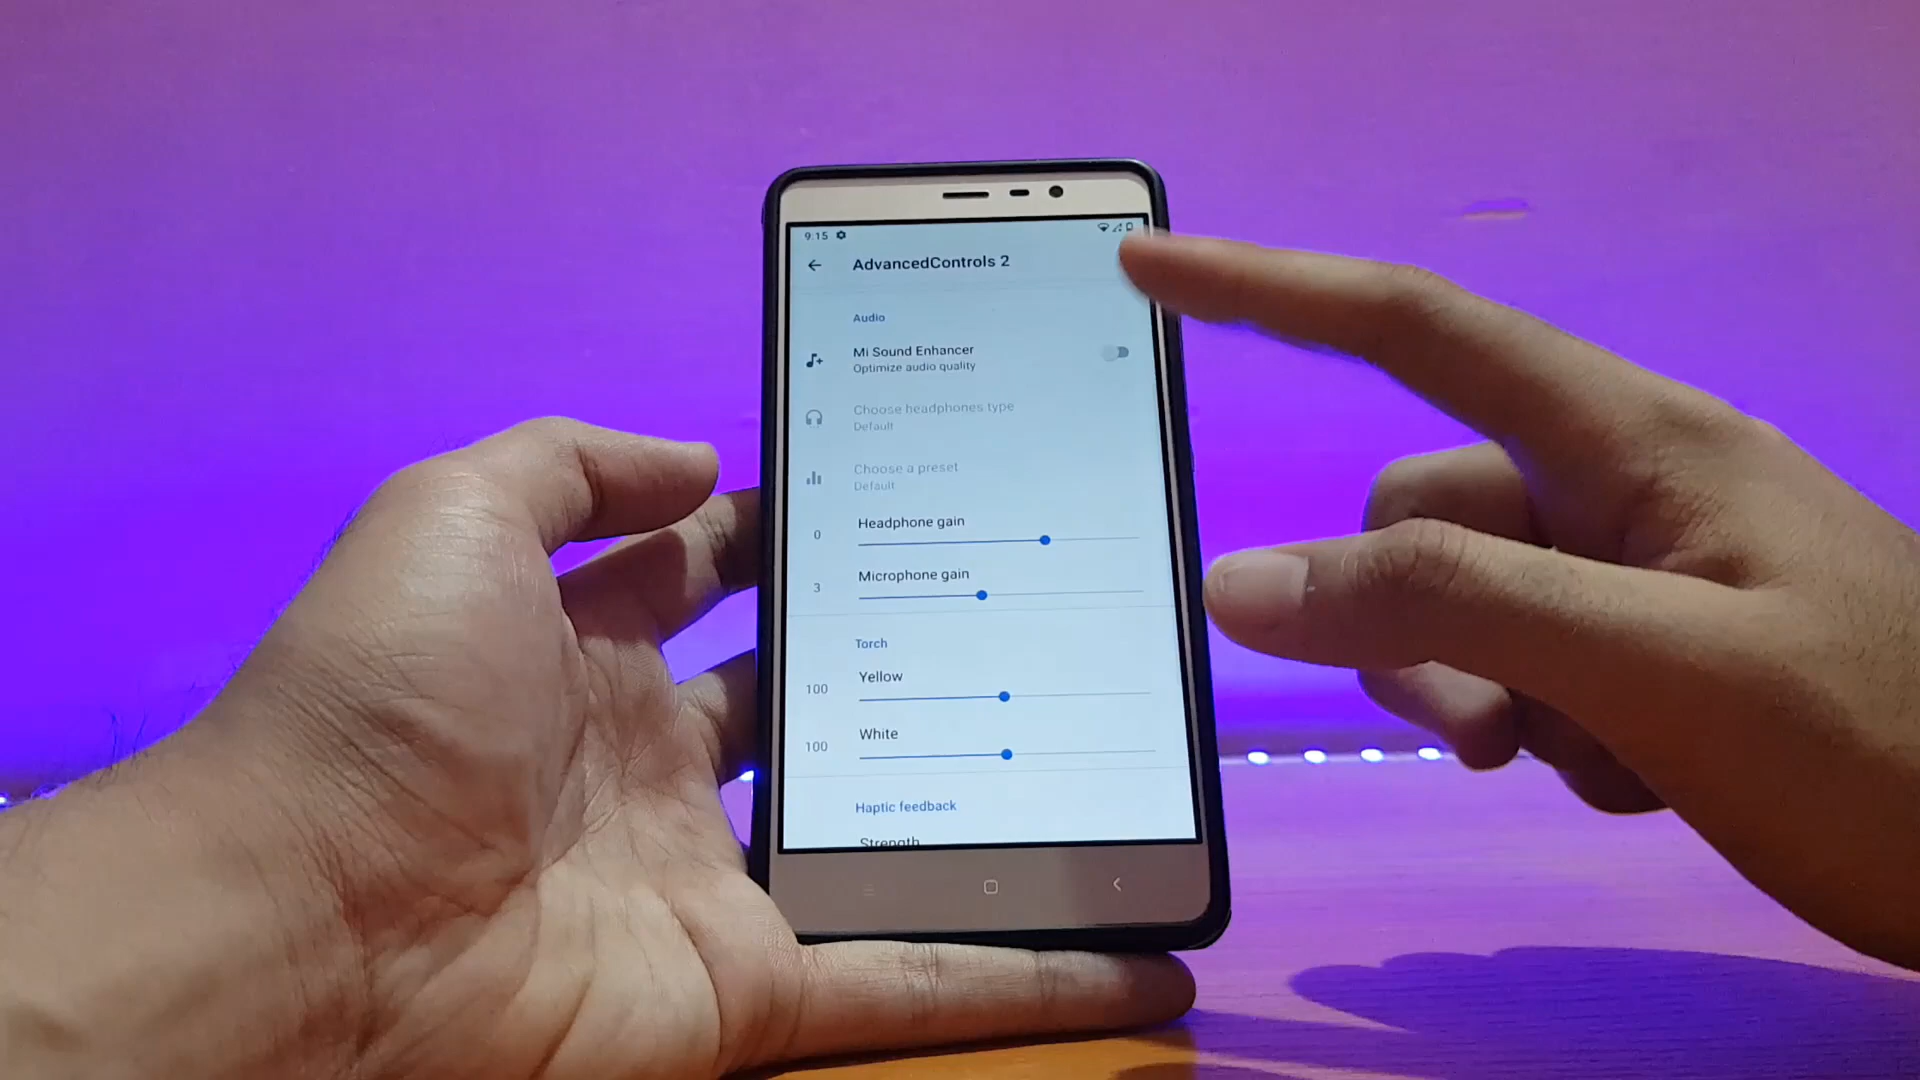 9:15
AdvancedControls 2
Audio
Mi Sound Enhancer
Optimize audio quality
Choose headphones type
Default
Choose a preset
Default
Headphone gain
0
Microphone gain
3
Torch
Yellow
100
White
100
Haptic feedback
Strength